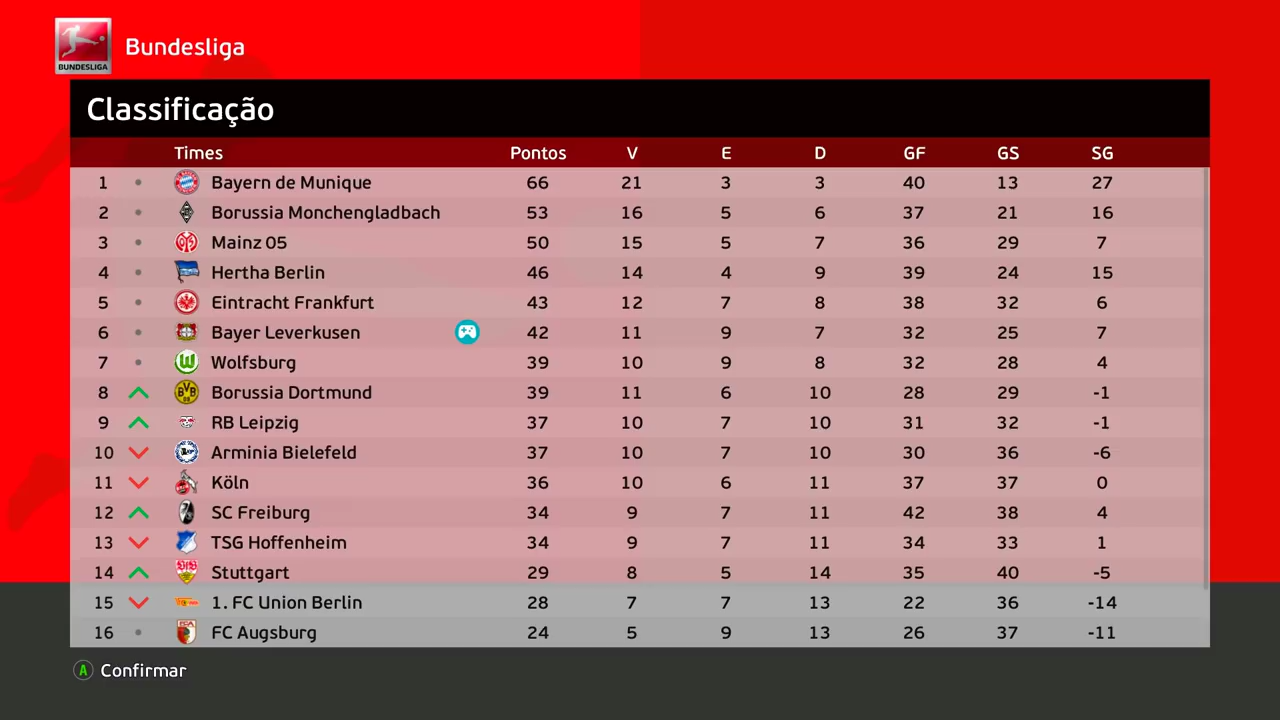 BUNDESLIGA
Bundesliga
Classificação
Times Pontos V E D GF GS SG
1 Bayern de Munique 66 21 3 3 40 13 27
2 Borussia Monchengladbach 53 16 5 6 37 21 16
3 Mainz 05 50 15 5 7 36 29 7
4 Hertha Berlin 46 14 4 9 39 24 15
5 Eintracht Frankfurt 43 12 7 8 38 32 6
6 Bayer Leverkusen 42 11 9 7 32 25 7
7 Wolfsburg 39 10 9 8 32 28 4
8 Borussia Dortmund 39 11 6 10 28 29 -1
9 RB Leipzig 37 10 7 10 31 32 -1
10 Arminia Bielefeld 37 10 7 10 30 36 -6
11 Köln 36 10 6 11 37 37 0
12 SC Freiburg 34 9 7 11 42 38 4
13 TSG Hoffenheim 34 9 7 11 34 33 1
14 Stuttgart 29 8 5 14 35 40 -5
15 1. FC Union Berlin 28 7 7 13 22 36 -14
16 FC Augsburg 24 5 9 13 26 37 -11
A Confirmar